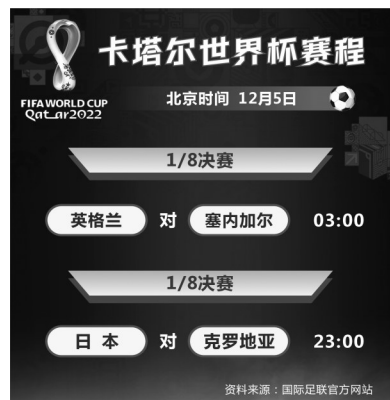 卡塔尔世界杯赛程
FIFA WORLD CUP
Qatar2022
北京时间 12月5日
1/8决赛
英格兰 对 塞内加尔 03:00
1/8决赛
日本 对 克罗地亚 23:00
资料来源：国际足联官方网站